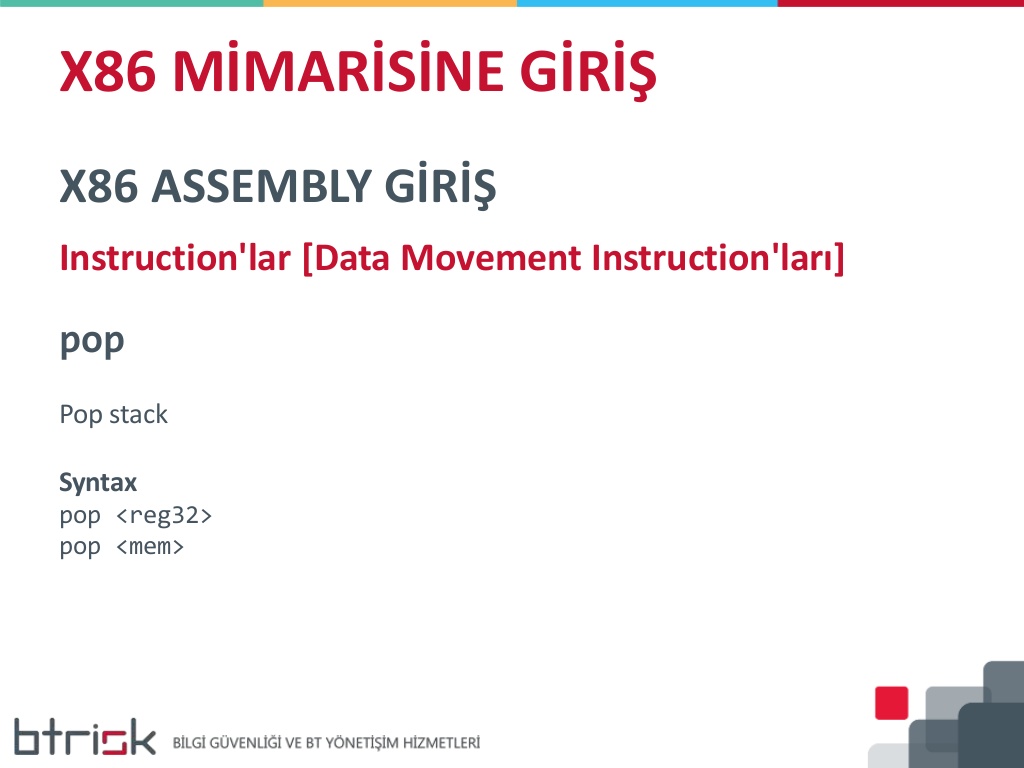 X86 MİMARİSİNE GİRİŞ
X86 ASSEMBLY GİRİŞ
Instruction'lar [Data Movement Instruction'ları]
pop
Pop stack
Syntax
pop <reg32>
pop <mem>
btrisk BİLGİ GÜVENLİĞİ VE BT YÖNETİŞİM HİZMETLERİ